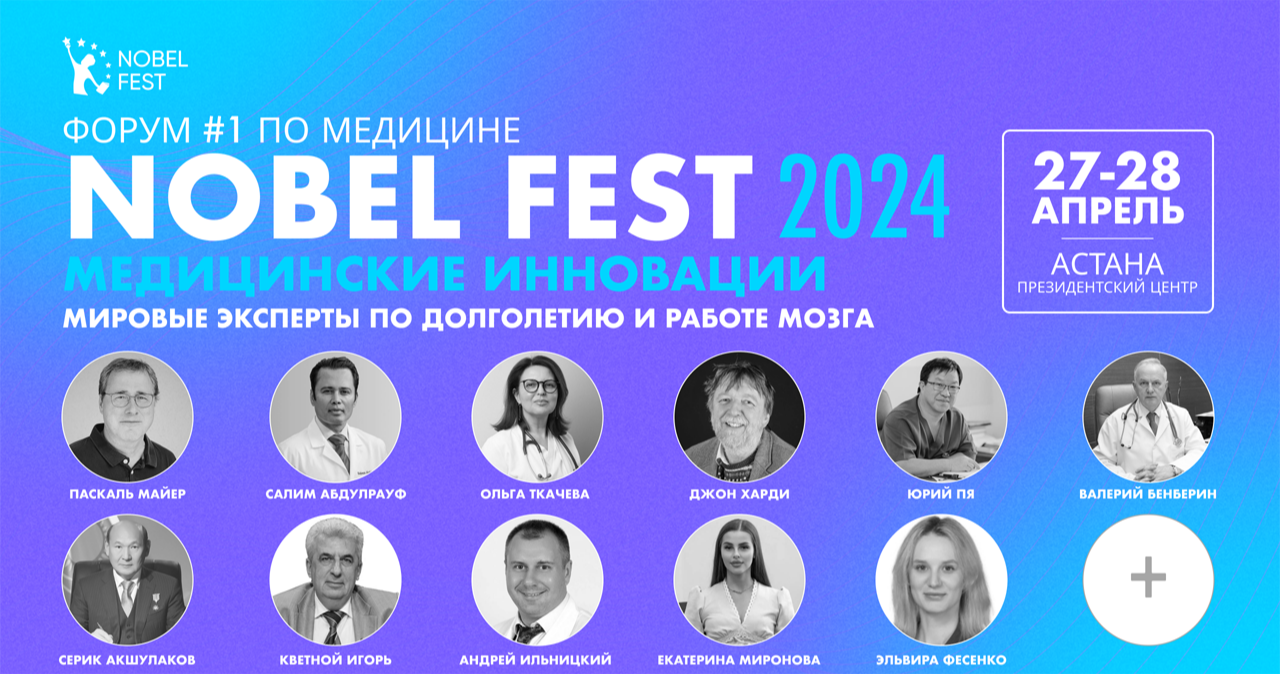 NOBEL
FEST
ФОРУМ #1 ПО МЕДИЦИНЕ
NOBEL FEST 2024
МЕДИЦИНСКИЕ ИННОВАЦИИ
МИРОВЫЕ ЭКСПЕРТЫ ПО ДОЛГОЛЕТИЮ И РАБОТЕ МОЗГА
27-28
АПРЕЛЬ
АСТАНА
ПРЕЗИДЕНТСКИЙ ЦЕНТР
ПАСКАЛЬ МАЙЕР
САЛИМ АБДУЛРАУФ
ОЛЬГА ТКАЧЕВА
ДЖОН ХАРДИ
ЮРИЙ ПЯ
ВАЛЕРИЙ БЕНБЕРИН
СЕРИК АКШУЛАКОВ
КВЕТНОЙ ИГОРЬ
АНДРЕЙ ИЛЬНИЦКИЙ
ЕКАТЕРИНА МИРОНОВА
ЭЛЬВИРА ФЕСЕНКО
+